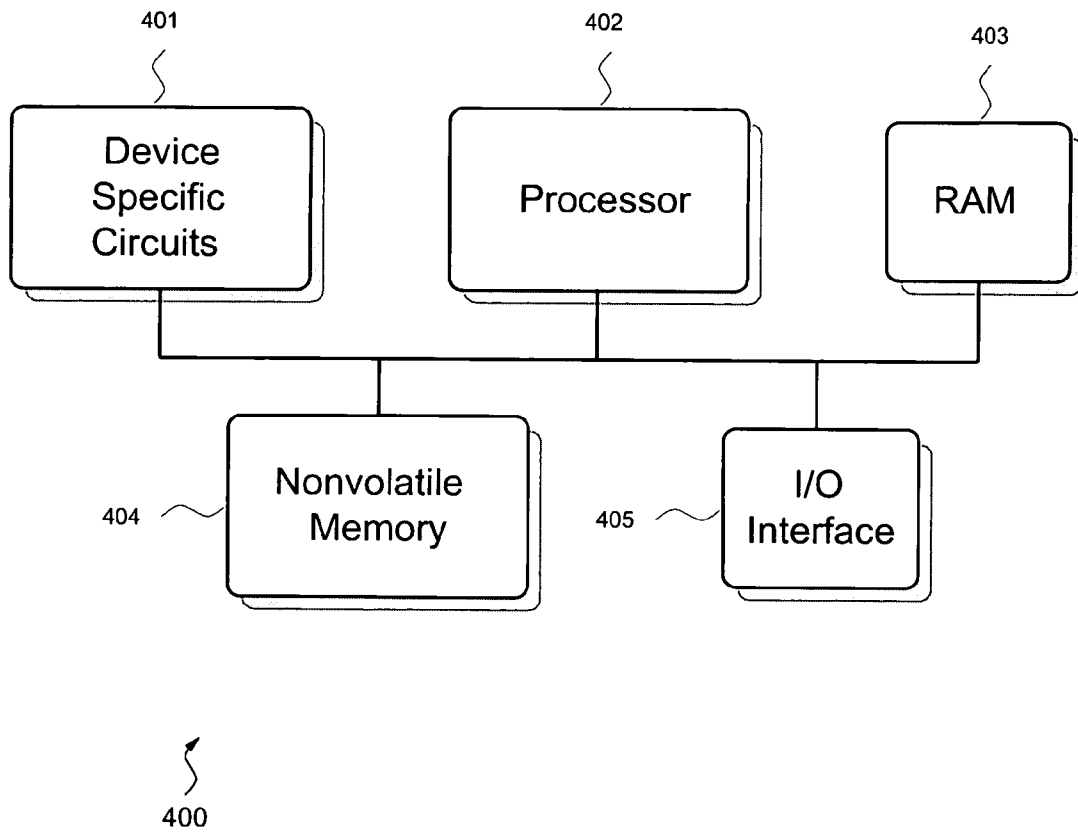 401
402
403
Device
Specific
Circuits
Processor
RAM
Nonvolatile
Memory
404
I/O
Interface
405
400